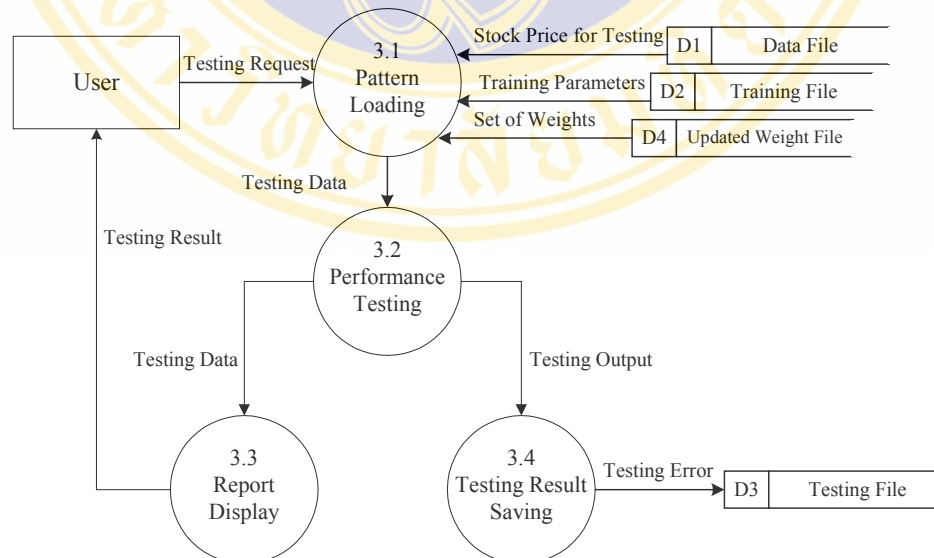 User
Testing Request
3.1
Pattern
Loading
Stock Price for Testing
D1
Data File
Training Parameters
D2
Training File
Set of Weights
D4
Updated Weight File
Testing Data
Testing Result
3.2
Performance
Testing
Testing Data
Testing Output
3.3
Report
Display
3.4
Testing Result
Saving
Testing Error
D3
Testing File